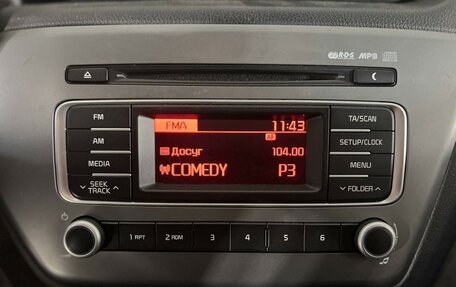 R·D·S MP3
FM
AM
MEDIA
SEEK
TRACK
FMA 11:43
AF
Досуг 104.00
COMEDY P3
TA/SCAN
SETUP/CLOCK
MENU
FOLDER
1 RPT 2 RDM 3 4 5 6